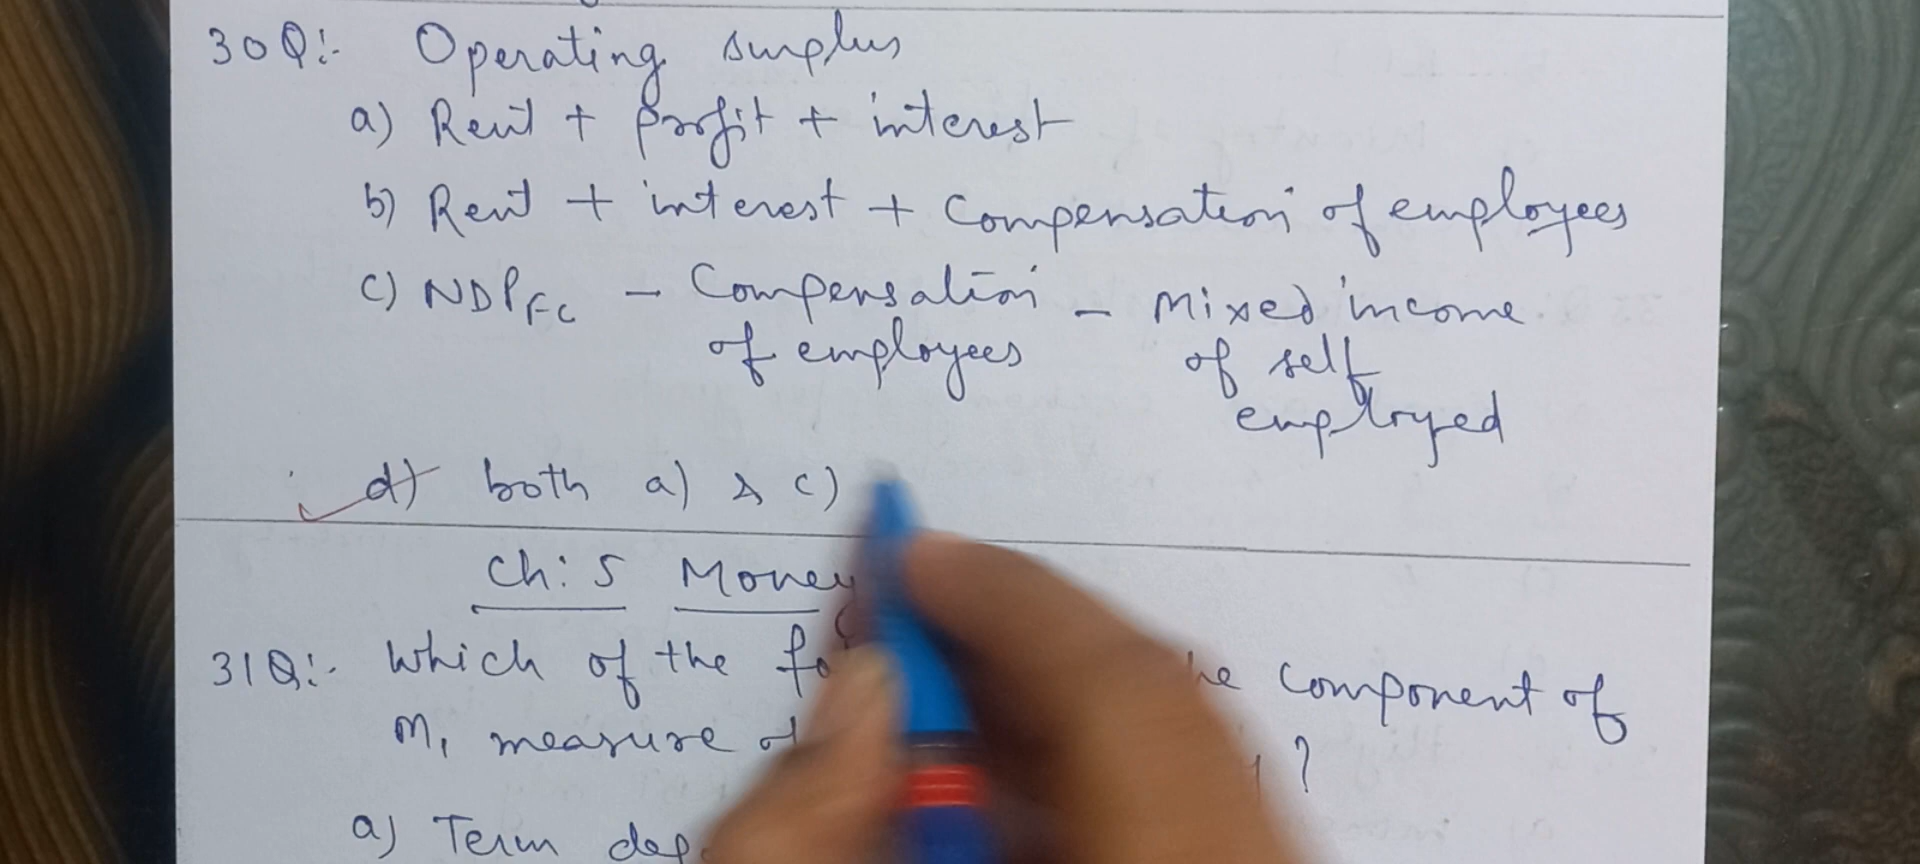 30Q:- Operating surplus
a) Rent + profit + interest
b) Rent + interest + Compensation of employees
c) NDPFC - Compensation - Mixed income
of employees of self
employed
d) both a) & c)
Ch: 5 Money
31Q:- Which of the component of
M1 measure ?
a) Term